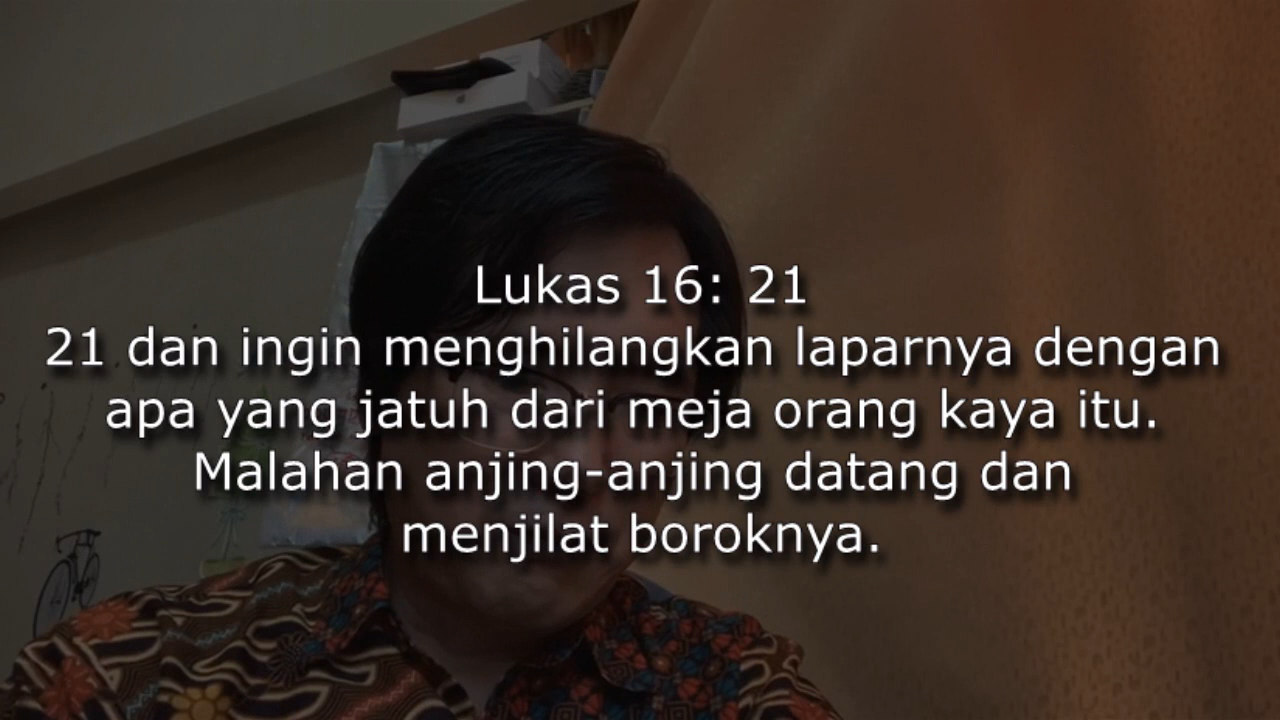 Lukas 16: 21
21 dan ingin menghilangkan laparnya dengan
apa yang jatuh dari meja orang kaya itu.
Malahan anjing-anjing datang dan
menjilat boroknya.